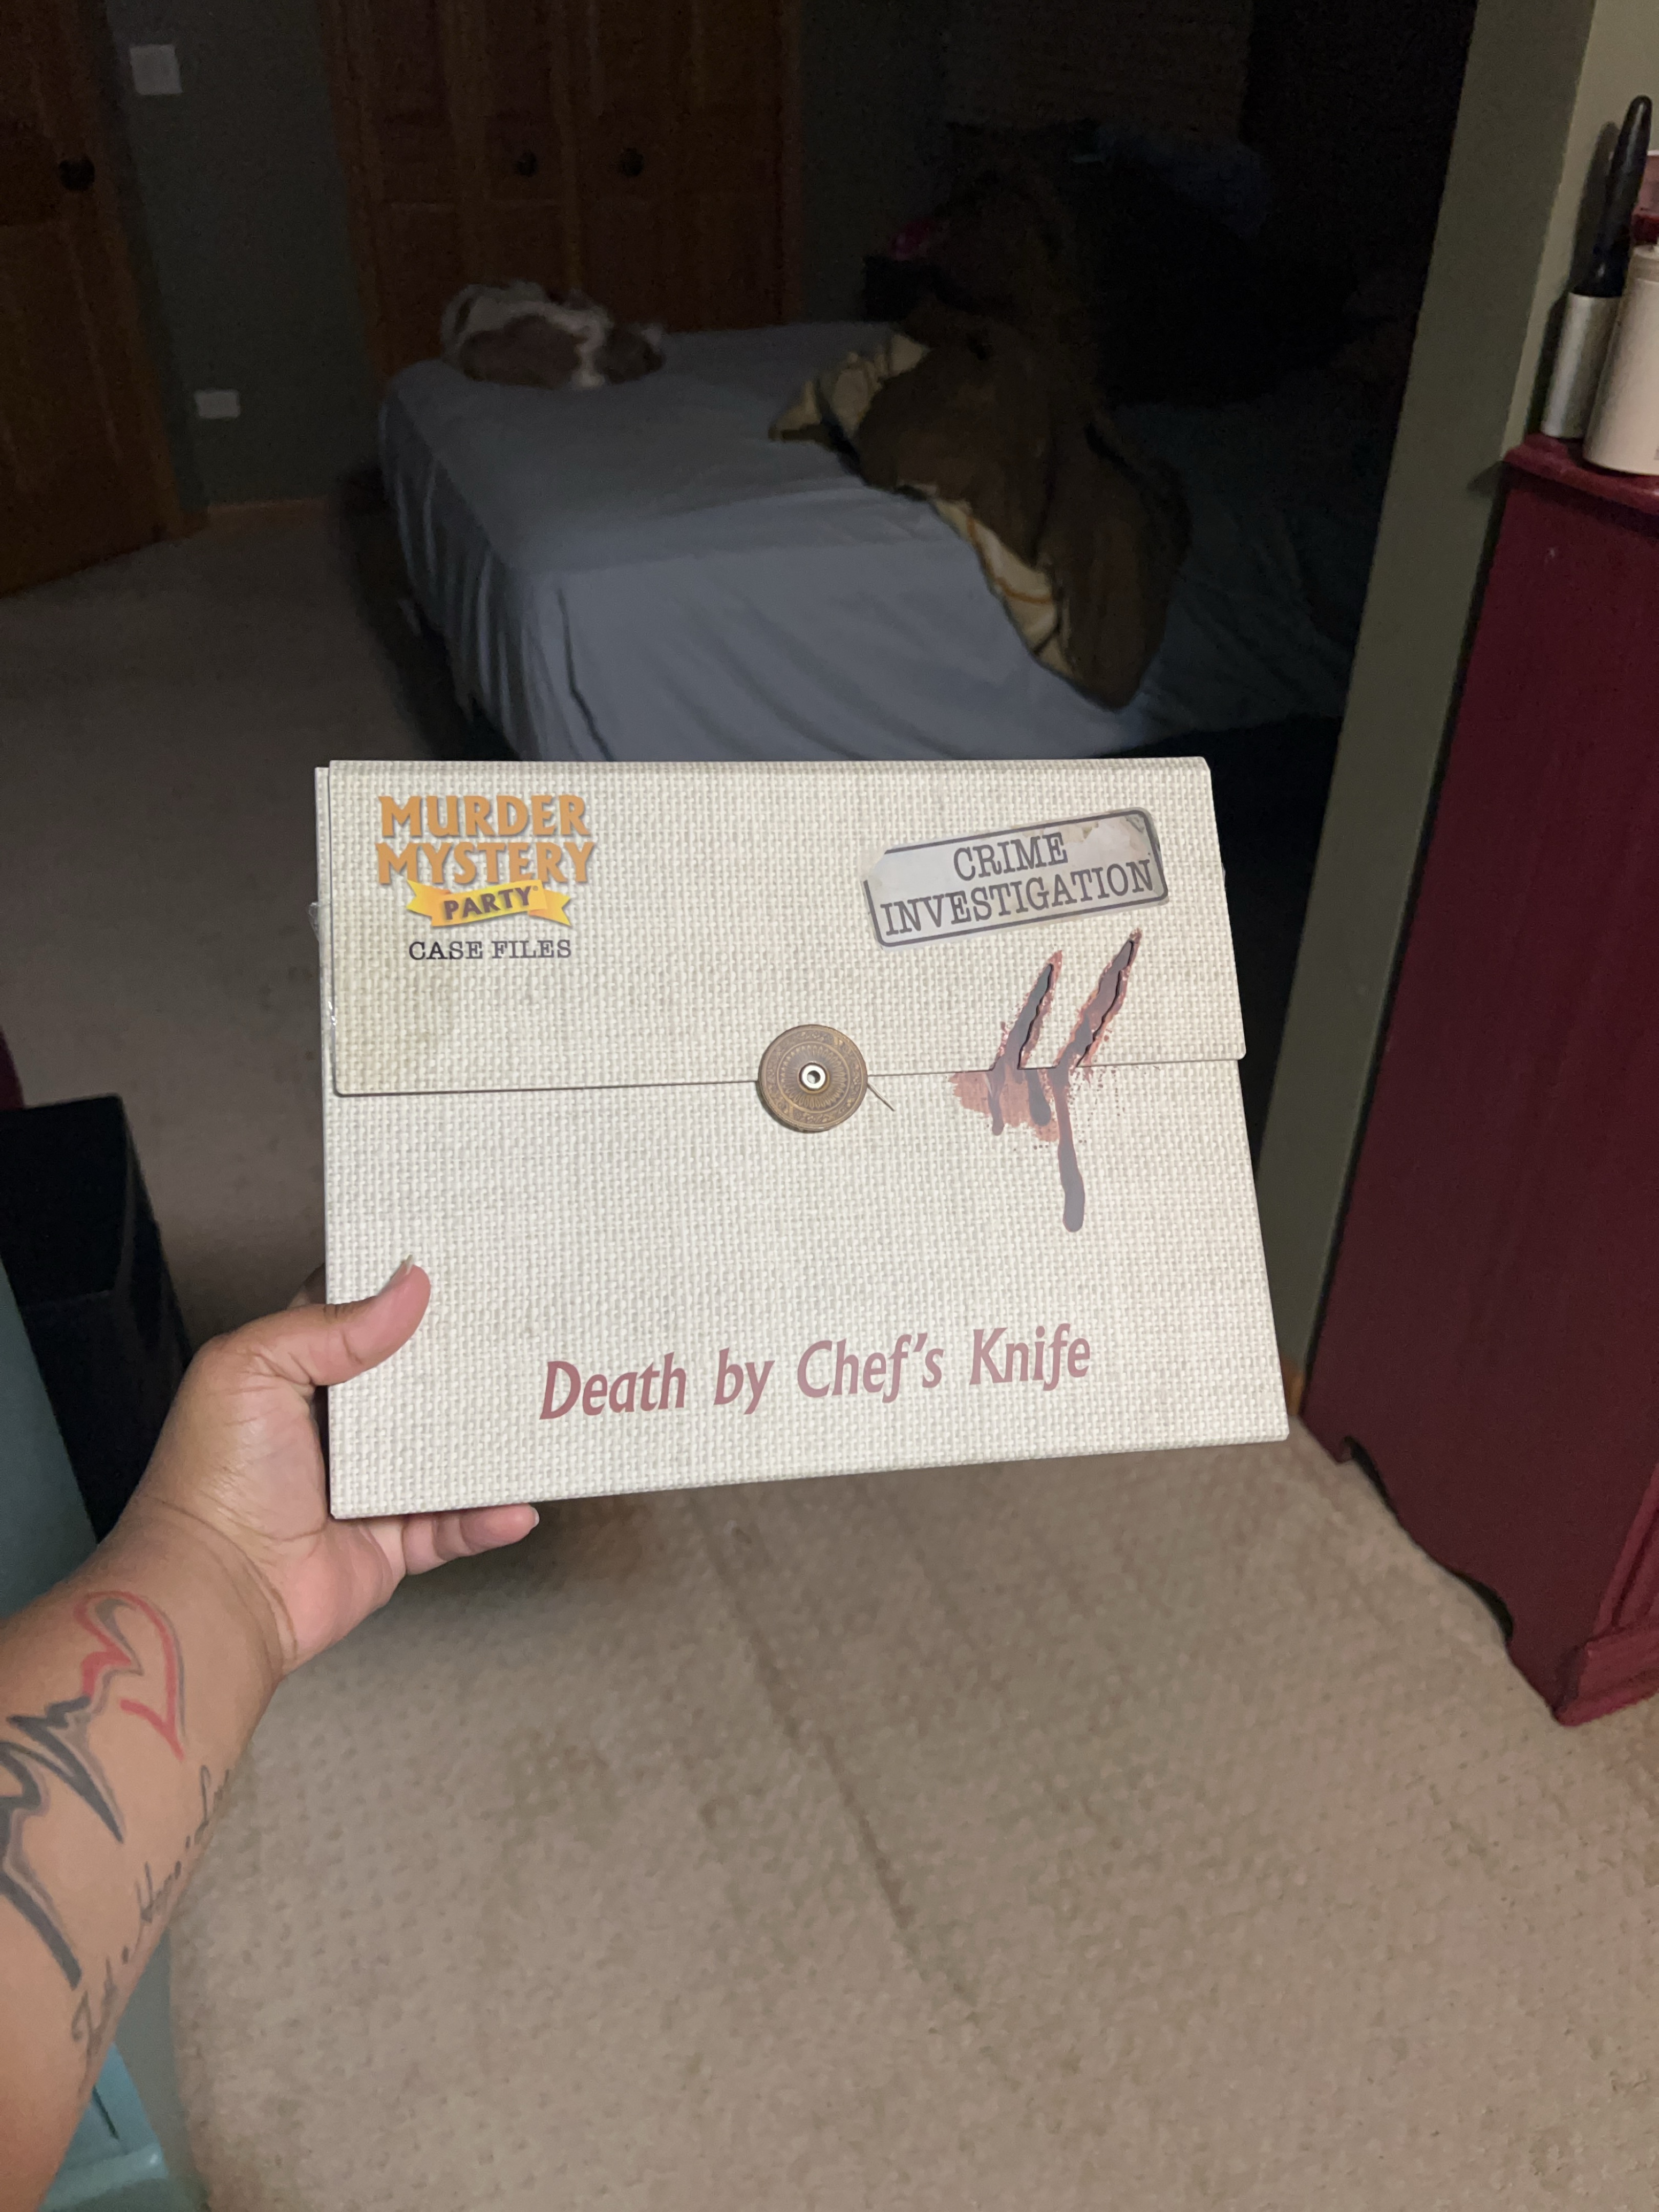 MURDER
MYSTERY
PARTY®
CASE FILES
CRIME
INVESTIGATION
Death by Chef's Knife